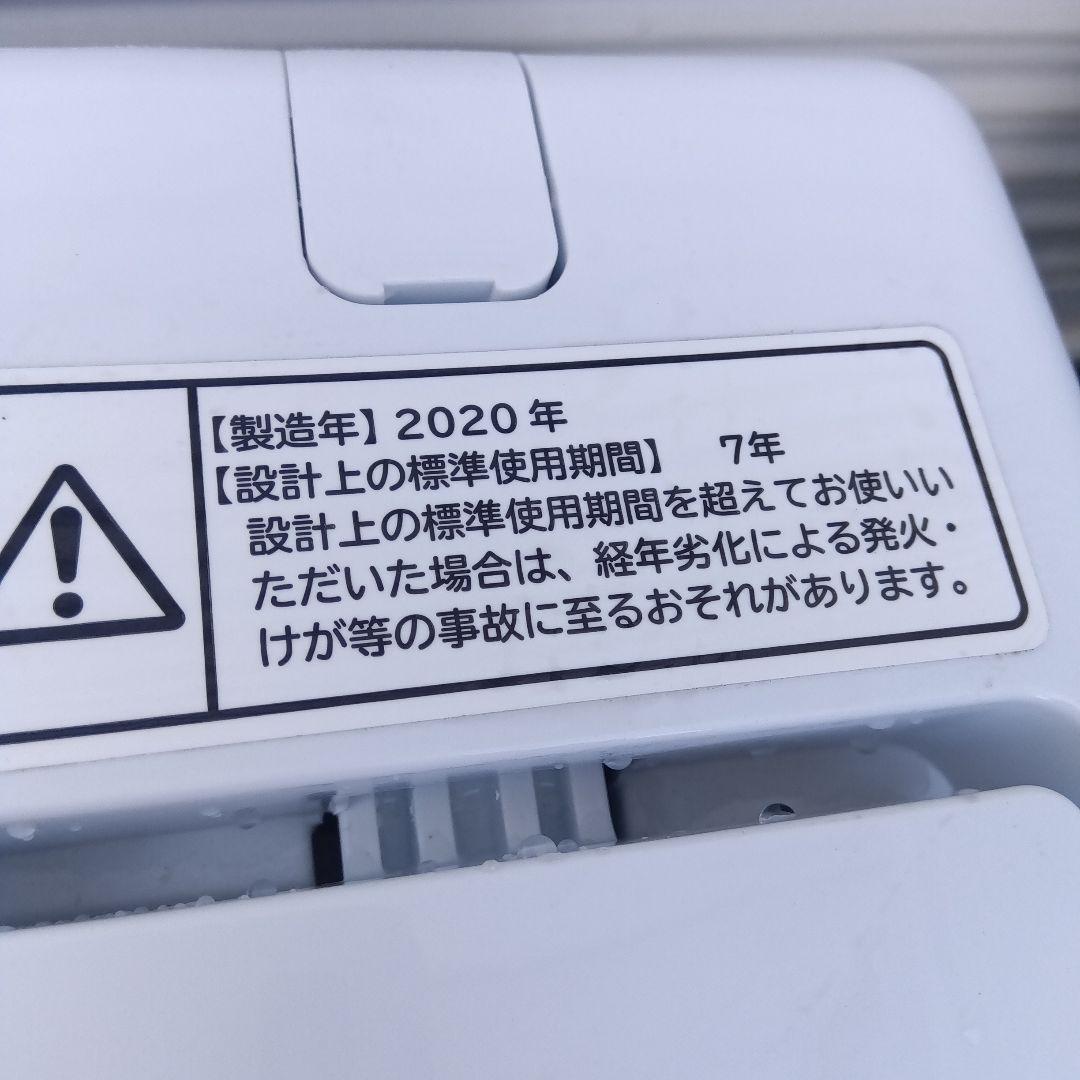 【製造年】2020年
【設計上の標準使用期間】 7年
設計上の標準使用期間を超えてお使いい
ただいた場合は、経年劣化による発火・
けが等の事故に至るおそれがあります。